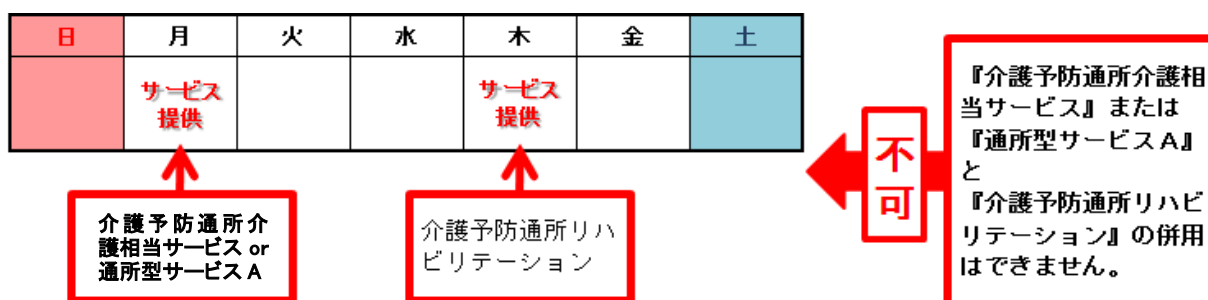 日 月 火 水 木 金 土
サービス
提供
サービス
提供
介護予防通所介
護相当サービス or
通所型サービス A
介護予防通所リハ
ビリテーション
不
可
『介護予防通所介護相
当サービス』または
『通所型サービスA』
と
『介護予防通所リハビ
リテーション』の併用
はできません。